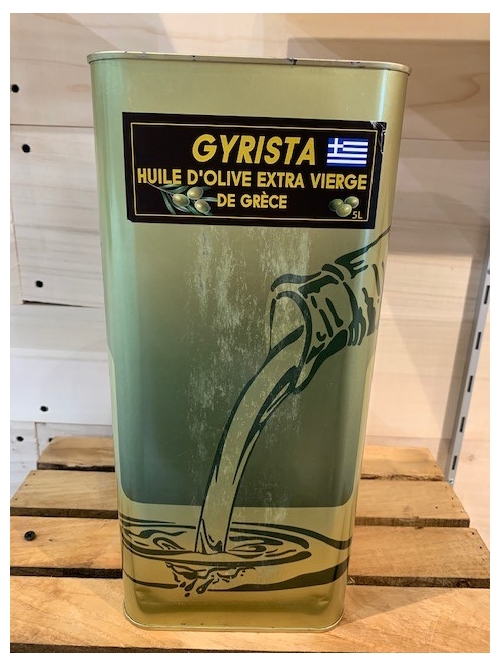 GYRISTA
HUILE D'OLIVE EXTRA VIERGE
DE GRÈCE
5L